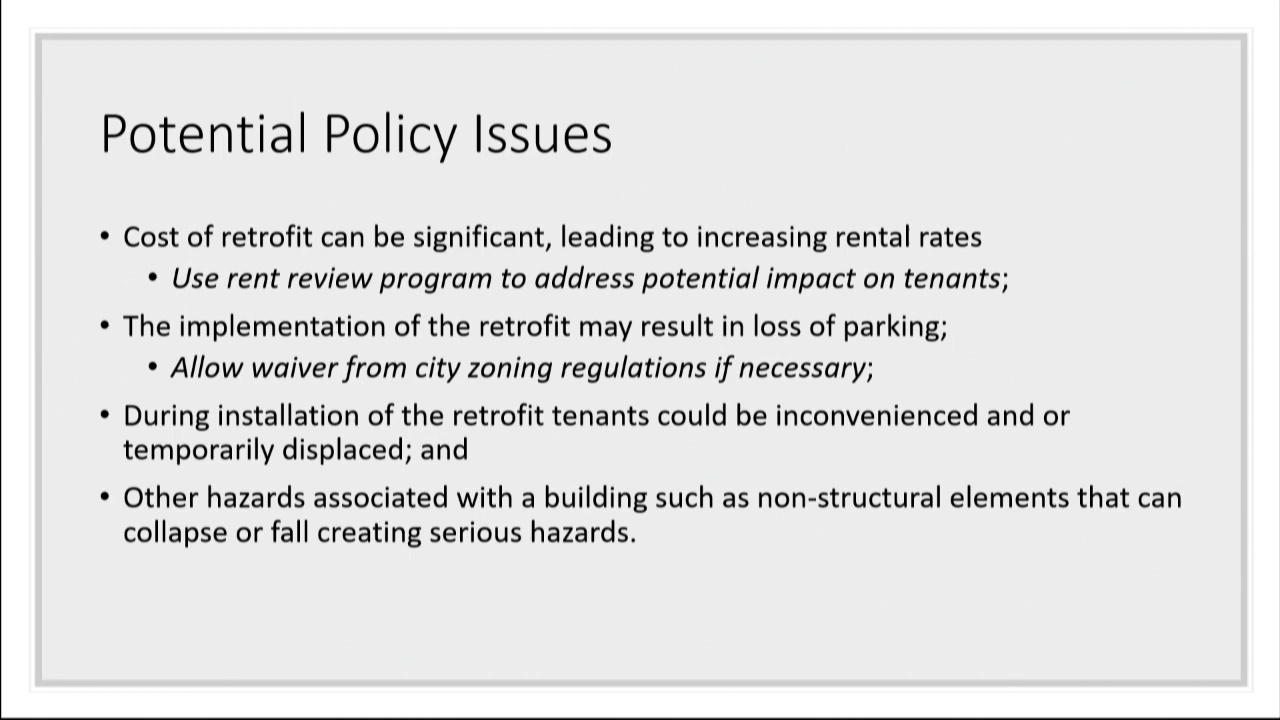 Potential Policy Issues
• Cost of retrofit can be significant, leading to increasing rental rates
• Use rent review program to address potential impact on tenants;
• The implementation of the retrofit may result in loss of parking;
• Allow waiver from city zoning regulations if necessary;
• During installation of the retrofit tenants could be inconvenienced and or
temporarily displaced; and
• Other hazards associated with a building such as non-structural elements that can
collapse or fall creating serious hazards.